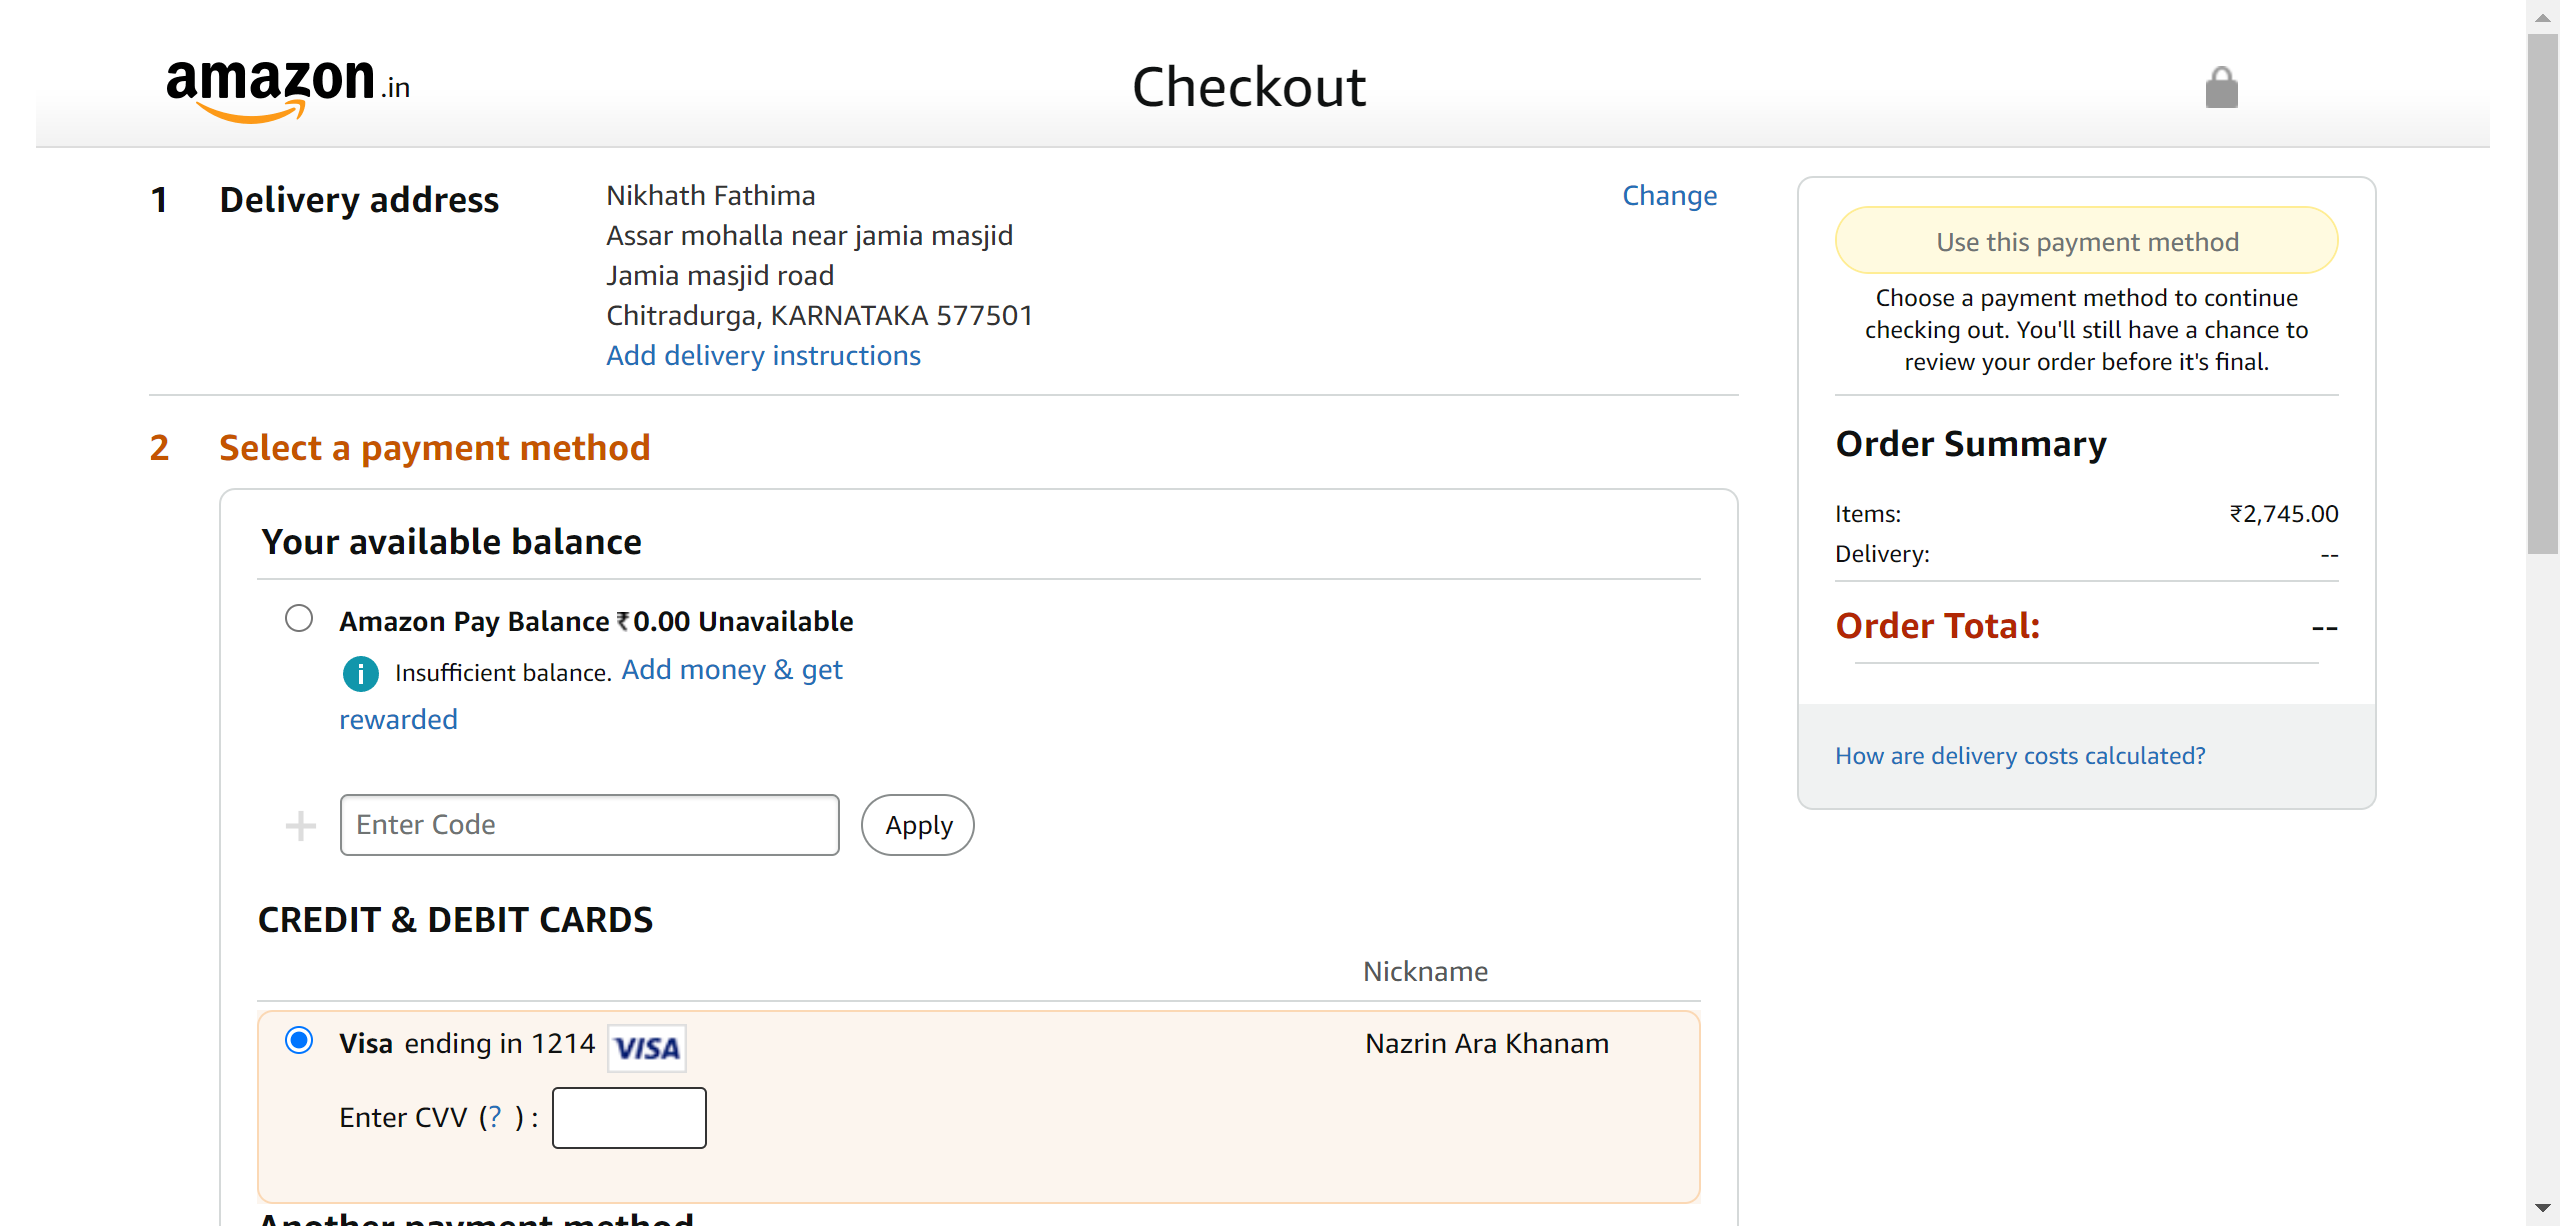 amazon.in
Checkout
1 Delivery address
Nikhath Fathima
Assar mohalla near jamia masjid
Jamia masjid road
Chitradurga, KARNATAKA 577501
Add delivery instructions
Change
2 Select a payment method
Your available balance
Amazon Pay Balance ₹0.00 Unavailable
i Insufficient balance. Add money & get
rewarded
+ Enter Code Apply
CREDIT & DEBIT CARDS
Nickname
Visa ending in 1214 VISA Nazrin Ara Khanam
Enter CVV (? ) :
Another payment method
Use this payment method
Choose a payment method to continue
checking out. You'll still have a chance to
review your order before it's final.
Order Summary
Items: ₹2,745.00
Delivery: --
Order Total: --
How are delivery costs calculated?